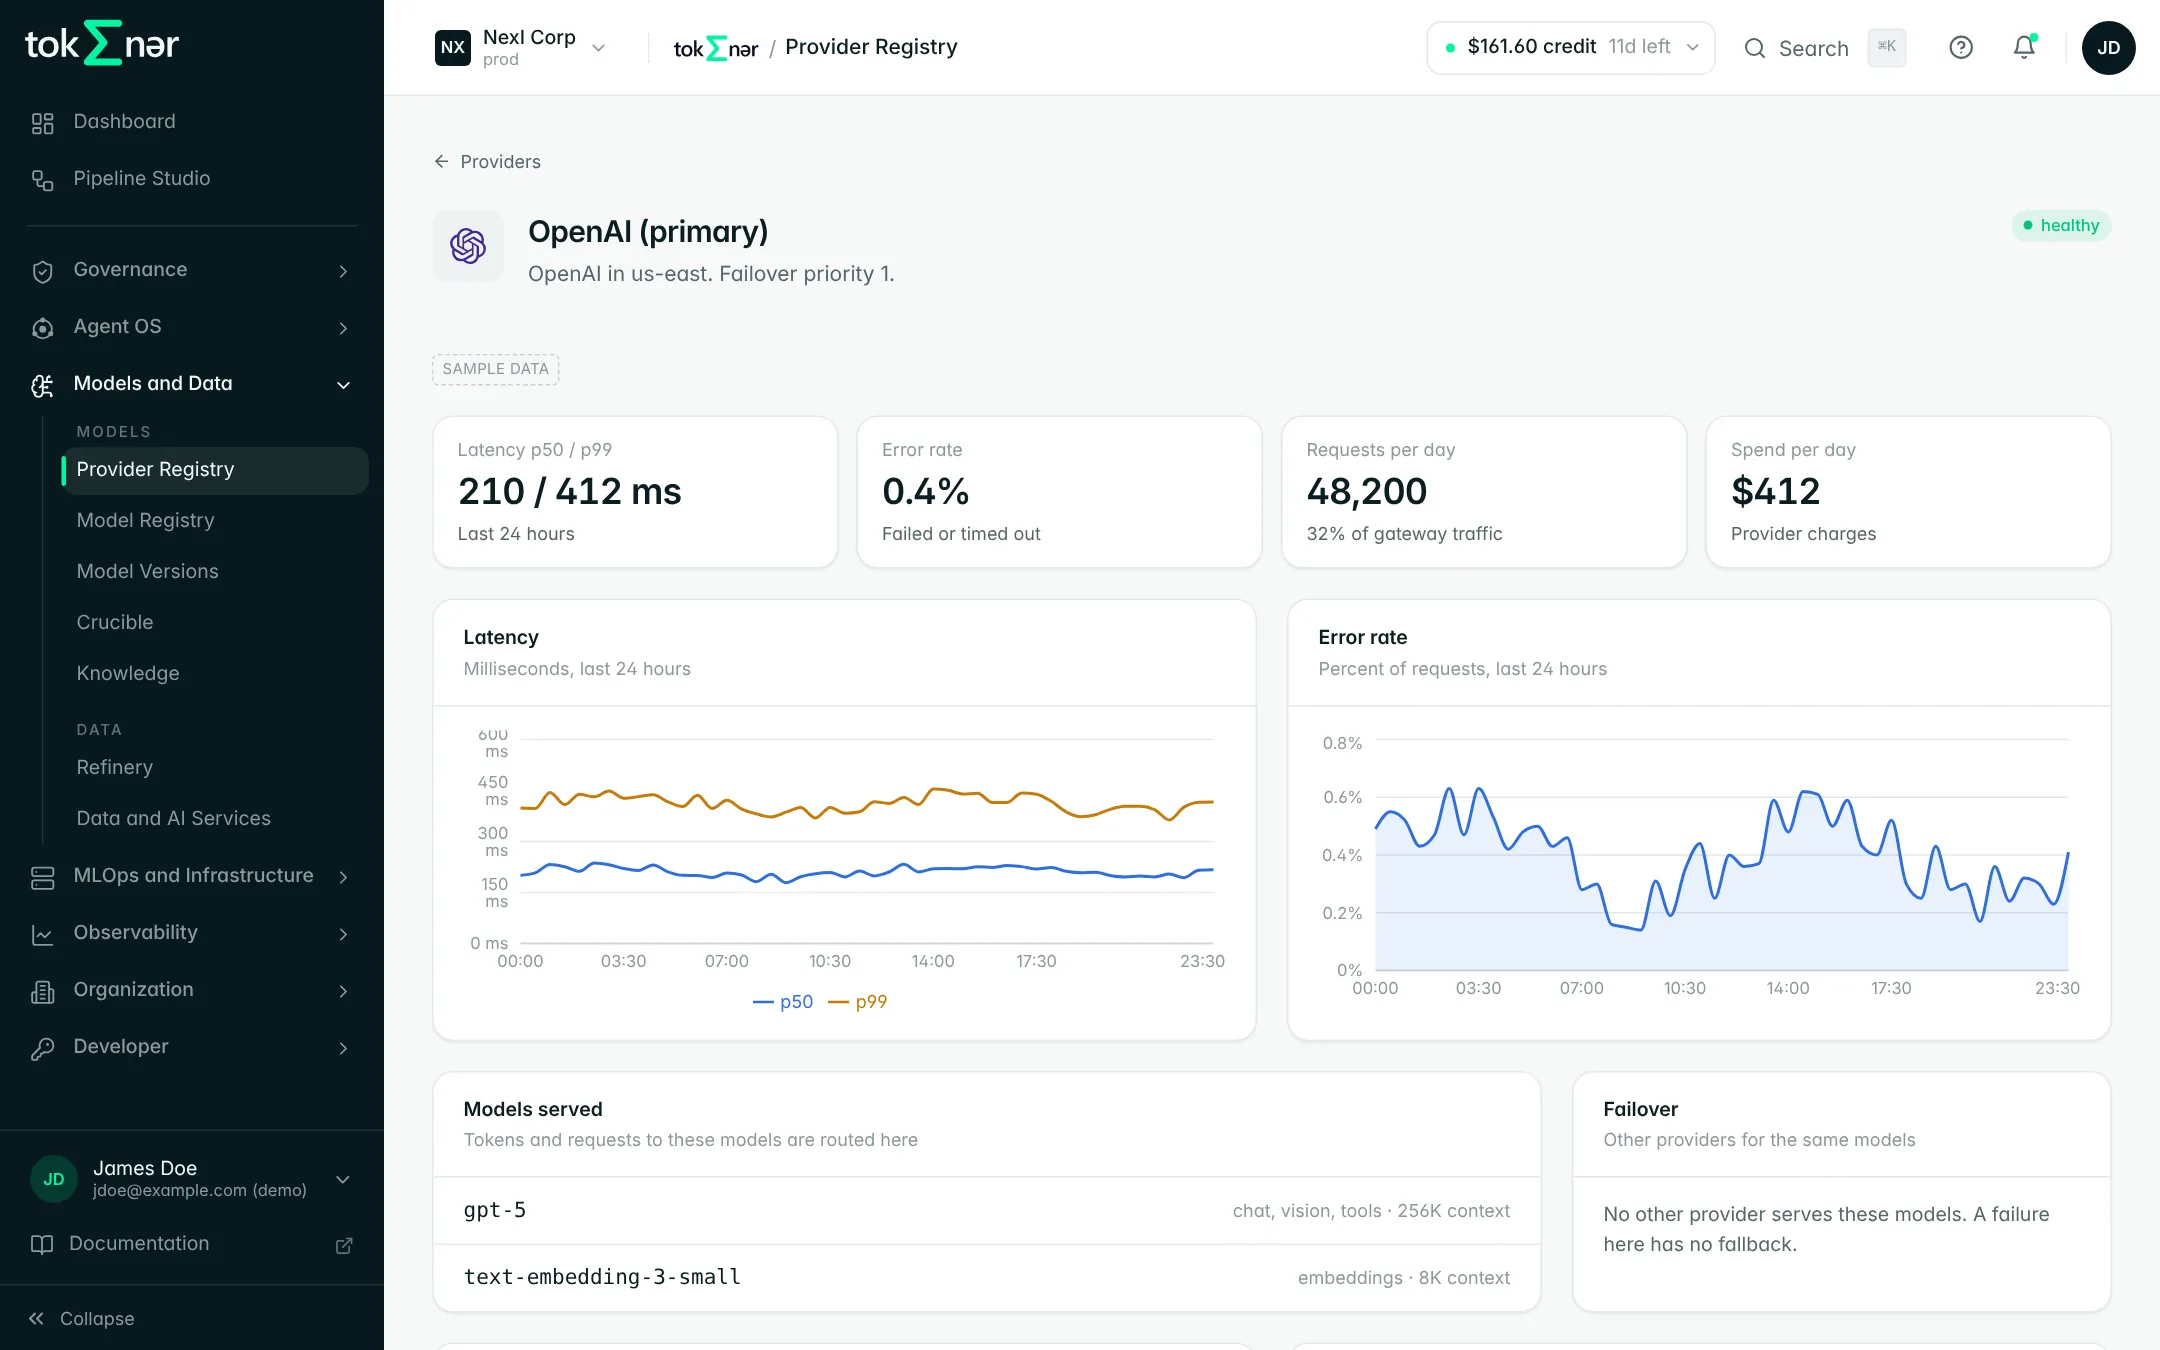 tokΣnər
Dashboard
Pipeline Studio
Governance
Agent OS
Models and Data
MODELS
Provider Registry
Model Registry
Model Versions
Crucible
Knowledge
DATA
Refinery
Data and AI Services
MLOps and Infrastructure
Observability
Organization
Developer
JD
James Doe
jdoe@example.com (demo)
Documentation
Collapse
NX
Nexl Corp
prod
tokΣnər / Provider Registry
$161.60 credit 11d left
Search
⌘K
JD
Providers
OpenAI (primary)
OpenAI in us-east. Failover priority 1.
healthy
SAMPLE DATA
Latency p50 / p99
210 / 412 ms
Last 24 hours
Error rate
0.4%
Failed or timed out
Requests per day
48,200
32% of gateway traffic
Spend per day
$412
Provider charges
Latency
Milliseconds, last 24 hours
600
ms
450
ms
300
ms
150
ms
0 ms
00:00 03:30 07:00 10:30 14:00 17:30 23:30
p50 p99
Error rate
Percent of requests, last 24 hours
0.8%
0.6%
0.4%
0.2%
0%
00:00 03:30 07:00 10:30 14:00 17:30 23:30
Models served
Tokens and requests to these models are routed here
gpt-5
chat, vision, tools · 256K context
text-embedding-3-small
embeddings · 8K context
Failover
Other providers for the same models
No other provider serves these models. A failure
here has no fallback.